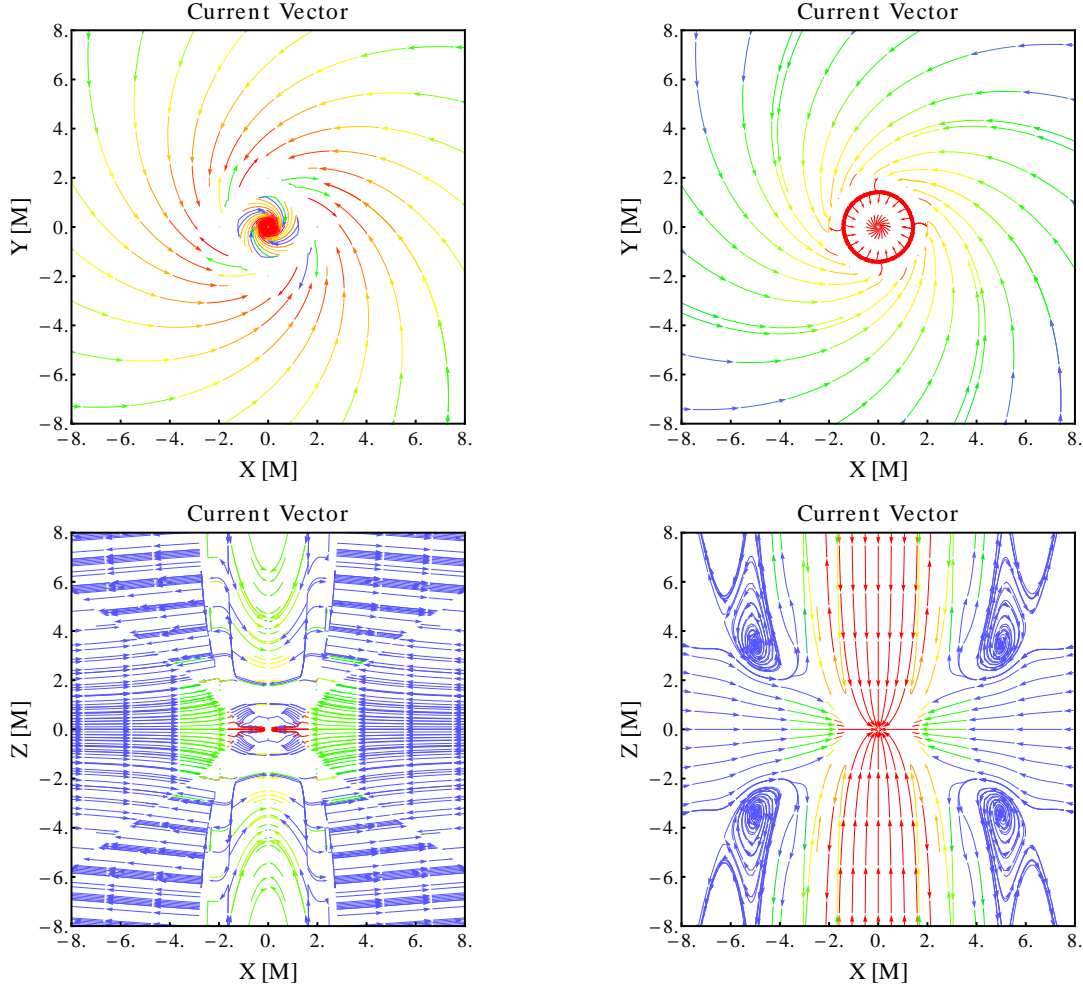 Current Vector
8.
6.
4.
2.
0.
−2.
−4.
−6.
−8.
Y [M]
−8. −6. −4. −2. 0. 2. 4. 6. 8.
X [M]
Current Vector
8.
6.
4.
2.
0.
−2.
−4.
−6.
−8.
Y [M]
−8. −6. −4. −2. 0. 2. 4. 6. 8.
X [M]
Current Vector
8.
6.
4.
2.
0.
−2.
−4.
−6.
−8.
Z [M]
−8. −6. −4. −2. 0. 2. 4. 6. 8.
X [M]
Current Vector
8.
6.
4.
2.
0.
−2.
−4.
−6.
−8.
Z [M]
−8. −6. −4. −2. 0. 2. 4. 6. 8.
X [M]